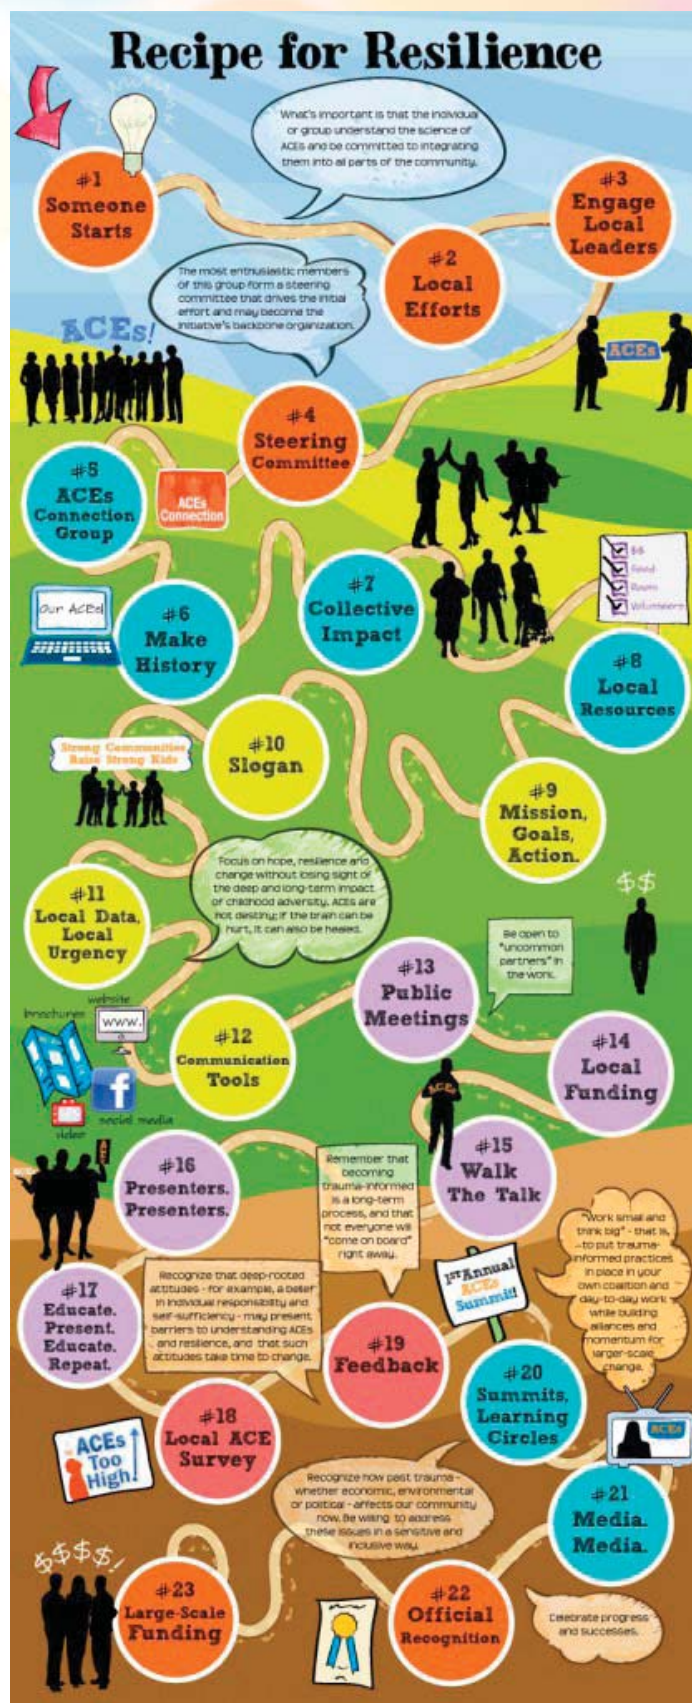 Recipe for Resilience
What's important is that the individual
or group understand the science of
ACEs and be committed to integrating
them into all parts of the community.
#1
Someone
Starts
#2
Local
Efforts
#3
Engage
Local
Leaders
The most enthusiastic members
of this group form a steering
committee that drives the initial
effort and may become the
initiative's backbone organization.
ACEs!
ACEs
#4
Steering
Committee
#5
ACEs
Connection
Group
ACEs
Connection
Our ACEs!
#6
Make
History
#7
Collective
Impact
$$
Food
Room
Volunteers
#8
Local
Resources
#9
Mission,
Goals,
Action.
#10
Slogan
Strong Communities
Raise Strong Kids
Focus on hope, resilience and
change without losing sight of
the deep and long-term impact
of childhood adversity. ACEs are
not destiny; if the brain can be
hurt, it can also be healed.
#11
Local Data,
Local
Urgency
$$
Be open to
"uncommon
partners" in
the work.
#13
Public
Meetings
website
brochures
www.
f
social media
video
#12
Communication
Tools
#14
Local
Funding
ACEs
#15
Walk
The Talk
#16
Presenters.
Presenters.
ACEs
Remember that
becoming
trauma-informed
is a long-term
process, and that
not everyone will
"come on board"
right away.
"Work small and
think big" - that is,
to put trauma-
informed practices
in place in your
own coalition and
day-to-day work
while building
alliances and
momentum for
larger-scale
change.
#17
Educate.
Present.
Educate.
Repeat.
Recognize that deep-rooted
attitudes - for example, a belief
in individual responsibility and
self-sufficiency - may present
barriers to understanding ACEs
and resilience, and that such
attitudes take time to change.
1ST Annual
ACEs
Summit!
#19
Feedback
#20
Summits,
Learning
Circles
#18
Local ACE
Survey
ACEs
Too
High!
ACEs
#21
Media.
Media.
Recognize how past trauma -
whether economic, environmental
or political - affects our community
now. Be willing to address
these issues in a sensitive and
inclusive way.
$$$$!
#23
Large-Scale
Funding
#22
Official
Recognition
Celebrate progress
and successes.